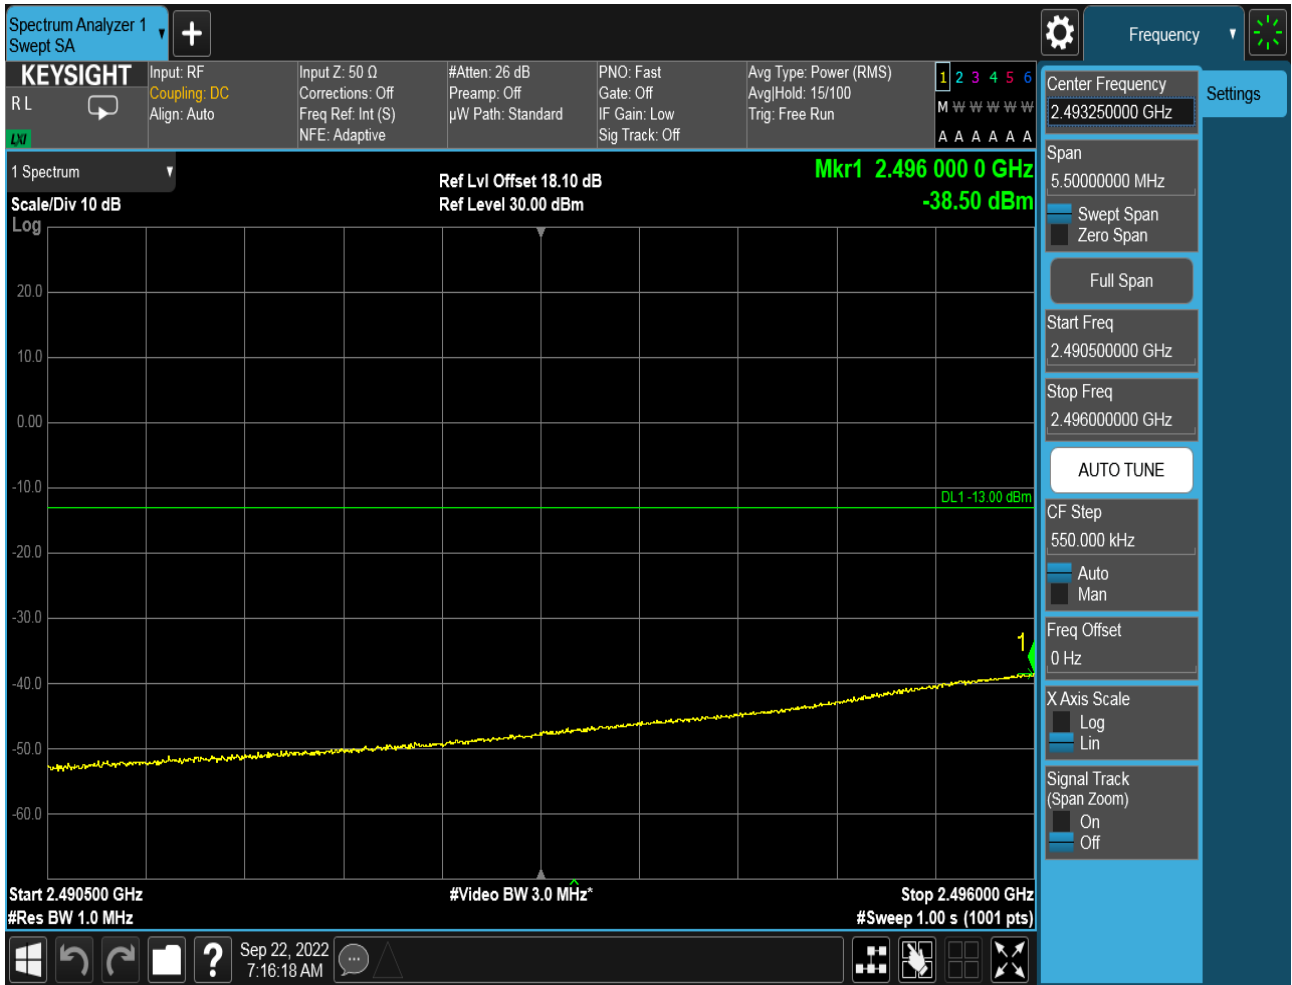 Spectrum Analyzer 1
Swept SA
Frequency
KEYSIGHT
R L
LXI
Input: RF
Coupling: DC
Align: Auto
Input Z: 50 Ω
Corrections: Off
Freq Ref: Int (S)
NFE: Adaptive
#Atten: 26 dB
Preamp: Off
µW Path: Standard
PNO: Fast
Gate: Off
IF Gain: Low
Sig Track: Off
Avg Type: Power (RMS)
Avg|Hold: 15/100
Trig: Free Run
1 2 3 4 5 6
M W W W W W
A A A A A A
1 Spectrum
Scale/Div 10 dB
Log
Ref Lvl Offset 18.10 dB
Ref Level 30.00 dBm
Mkr1 2.496 000 0 GHz
-38.50 dBm
20.0
10.0
0.00
-10.0
DL1 -13.00 dBm
-20.0
-30.0
1
-40.0
-50.0
-60.0
Start 2.490500 GHz
#Video BW 3.0 MHz*
Stop 2.496000 GHz
#Res BW 1.0 MHz
#Sweep 1.00 s (1001 pts)
Sep 22, 2022
7:16:18 AM
Center Frequency
2.493250000 GHz
Settings
Span
5.50000000 MHz
Swept Span
Zero Span
Full Span
Start Freq
2.490500000 GHz
Stop Freq
2.496000000 GHz
AUTO TUNE
CF Step
550.000 kHz
Auto
Man
Freq Offset
0 Hz
X Axis Scale
Log
Lin
Signal Track
(Span Zoom)
On
Off